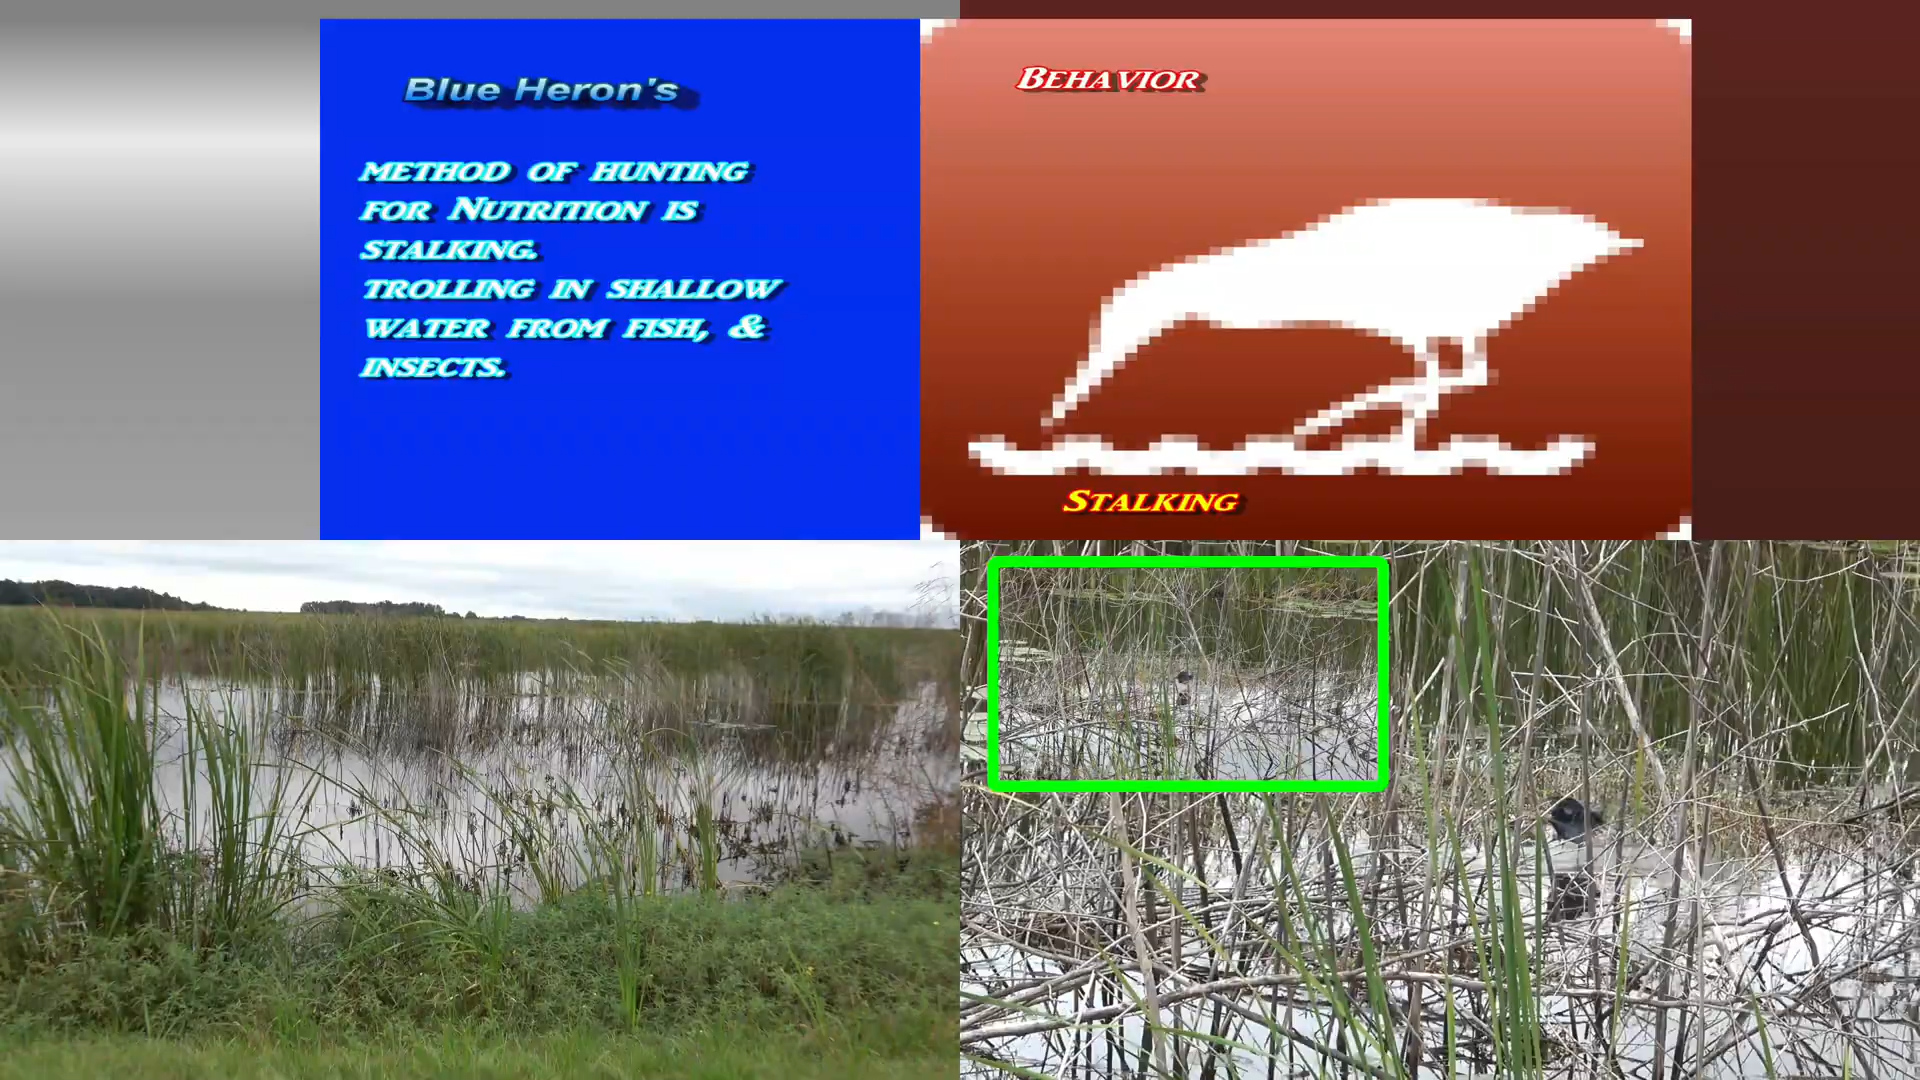 Blue Heron's
METHOD OF HUNTING
FOR NUTRITION IS
STALKING.
TROLLING IN SHALLOW
WATER FROM FISH, &
INSECTS.
BEHAVIOR
STALKING